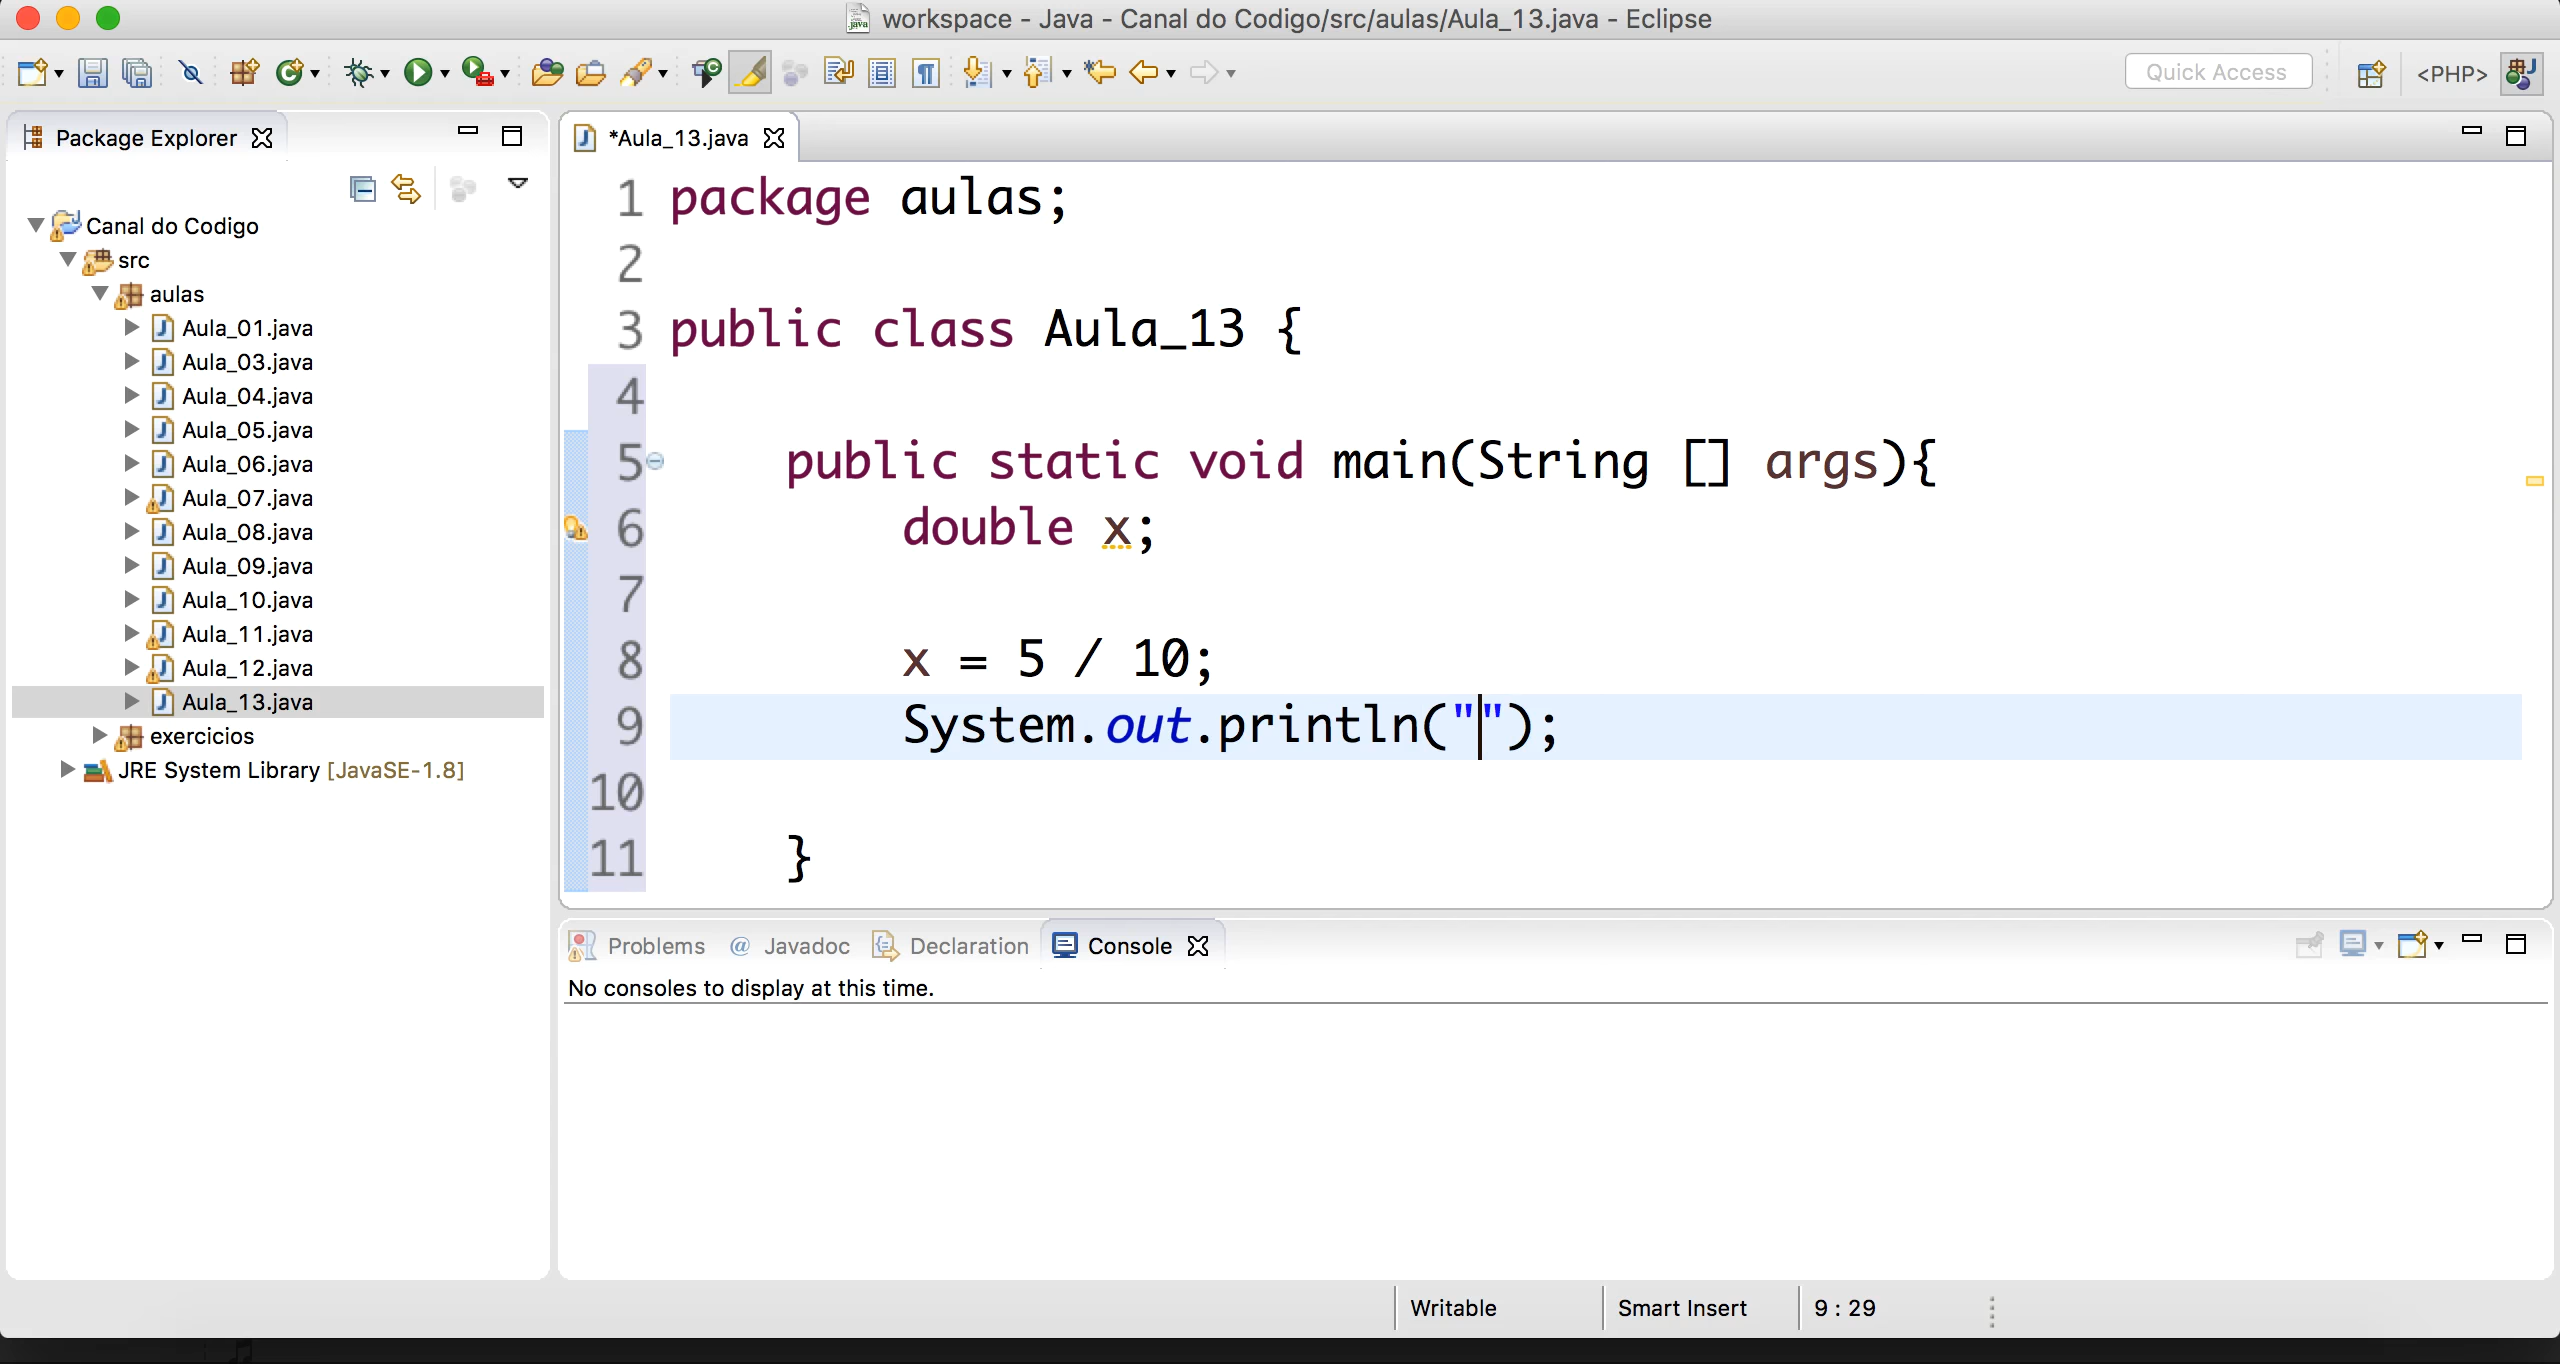 workspace - Java - Canal do Codigo/src/aulas/Aula_13.java - Eclipse
Quick Access
<PHP>
Package Explorer
Canal do Codigo
src
aulas
Aula_01.java
Aula_03.java
Aula_04.java
Aula_05.java
Aula_06.java
Aula_07.java
Aula_08.java
Aula_09.java
Aula_10.java
Aula_11.java
Aula_12.java
Aula_13.java
exercicios
JRE System Library [JavaSE-1.8]
*Aula_13.java
1 package aulas;
2
3 public class Aula_13 {
4
5 public static void main(String [] args){
6 double x;
7
8 x = 5 / 10;
9 System.out.println("");
10
11 }
Problems @ Javadoc Declaration Console
No consoles to display at this time.
Writable Smart Insert 9 : 29